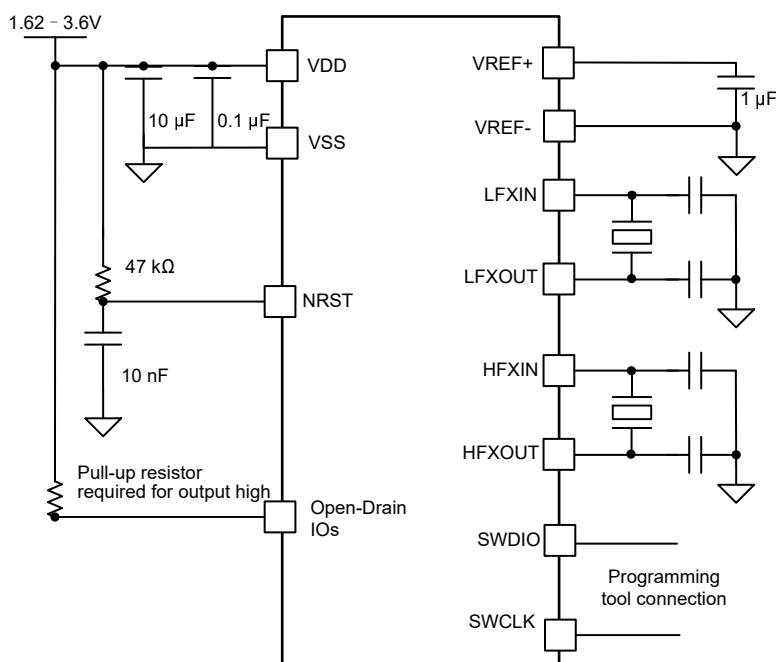 1.62 - 3.6V
VDD
10 µF
0.1 µF
VSS
47 kΩ
NRST
10 nF
Pull-up resistor
required for output high
Open-Drain
IOs
VREF+
1 µF
VREF-
LFXIN
LFXOUT
HFXIN
HFXOUT
SWDIO
Programming
tool connection
SWCLK